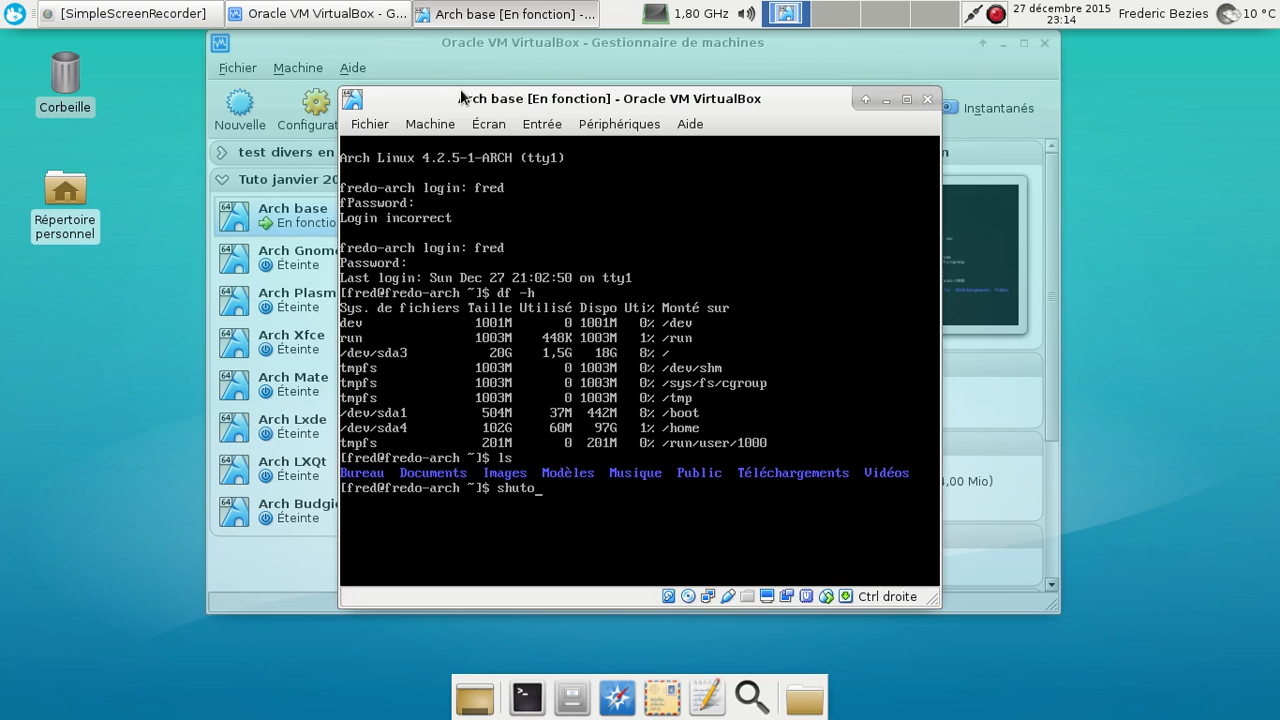 [SimpleScreenRecorder]
Oracle VM VirtualBox - G...
Arch base [En fonction] -...
1,80 GHz
27 décembre 2015
23:14
Frederic Bezies
10 °C
Corbeille
Répertoire
personnel
Oracle VM VirtualBox - Gestionnaire de machines
Fichier Machine Aide
Nouvelle
Instantanés
test divers en
Tuto janvier 20
Arch base
En fonctio
Éteinte
Arch Plasm
Éteinte
Arch Xfce
Éteinte
Arch Mate
Éteinte
Arch Lxde
Éteinte
Arch LXQt
Éteinte
Arch Budgi
Éteinte
4,00 Mio)
Arch base [En fonction] - Oracle VM VirtualBox
Fichier Machine Écran Entrée Périphériques Aide
Arch Linux 4.2.5-1-ARCH (tty1)
fredo-arch login: fred
fPassword:
Login incorrect
fredo-arch login: fred
Password:
Last login: Sun Dec 27 21:02:50 on tty1
[fred@fredo-arch ~]$ df -h
Sys. de fichiers Taille Utilisé Dispo Uti% Monté sur
dev 1001M 0 1001M 0% /dev
run 1003M 448K 1003M 1% /run
/dev/sda3 20G 1,5G 18G 8% /
tmpfs 1003M 0 1003M 0% /dev/shm
tmpfs 1003M 0 1003M 0% /sys/fs/cgroup
tmpfs 1003M 0 1003M 0% /tmp
/dev/sda1 504M 37M 442M 8% /boot
/dev/sda4 102G 60M 97G 1% /home
tmpfs 201M 0 201M 0% /run/user/1000
[fred@fredo-arch ~]$ ls
Bureau Documents Images Modèles Musique Public Téléchargements Vidéos
[fred@fredo-arch ~]$ shuto_
Ctrl droite